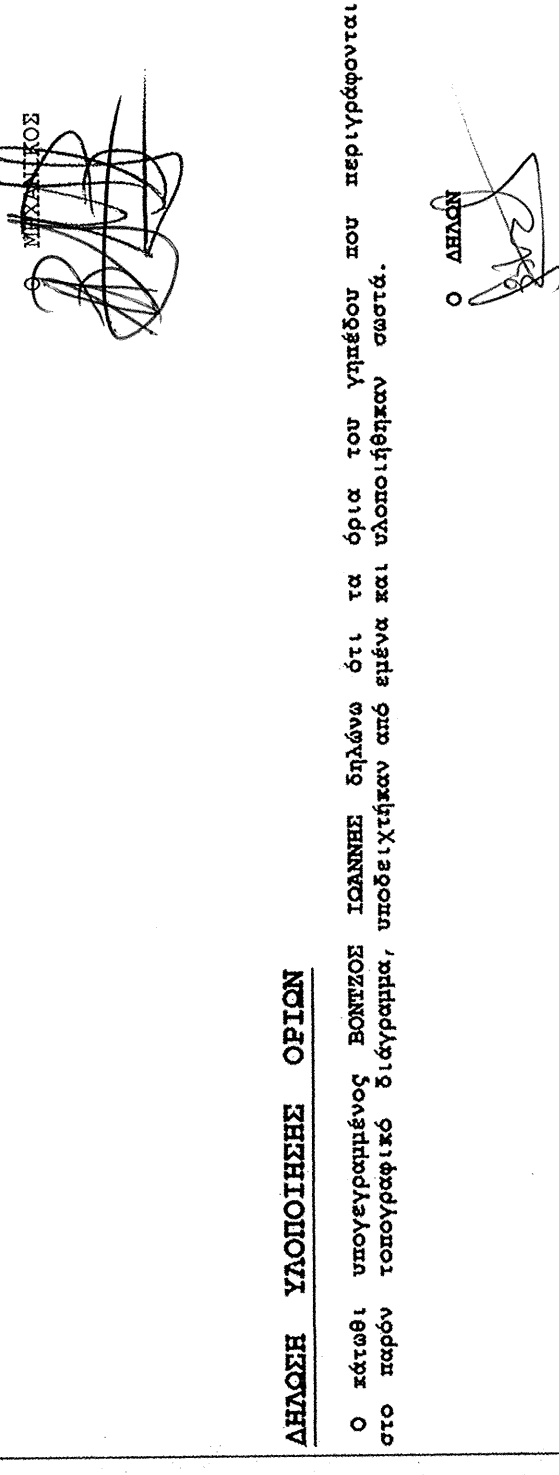 Ο ΜΗΧΑΝΙΚΟΣ
ΔΗΛΩΣΗ ΥΛΟΠΟΙΗΣΗΣ ΟΡΙΩΝ
Ο κάτωθι υπογεγραμμένος ΒΟΝΤΖΟΣ ΙΩΑΝΝΗΣ δηλώνω ότι τα όρια του γηπέδου που περιγράφονται
στο παρόν τοπογραφικό διάγραμμα, υποδειχτήκαν από εμένα και υλοποιήθηκαν σωστά.
Ο ΔΗΛΩΝ